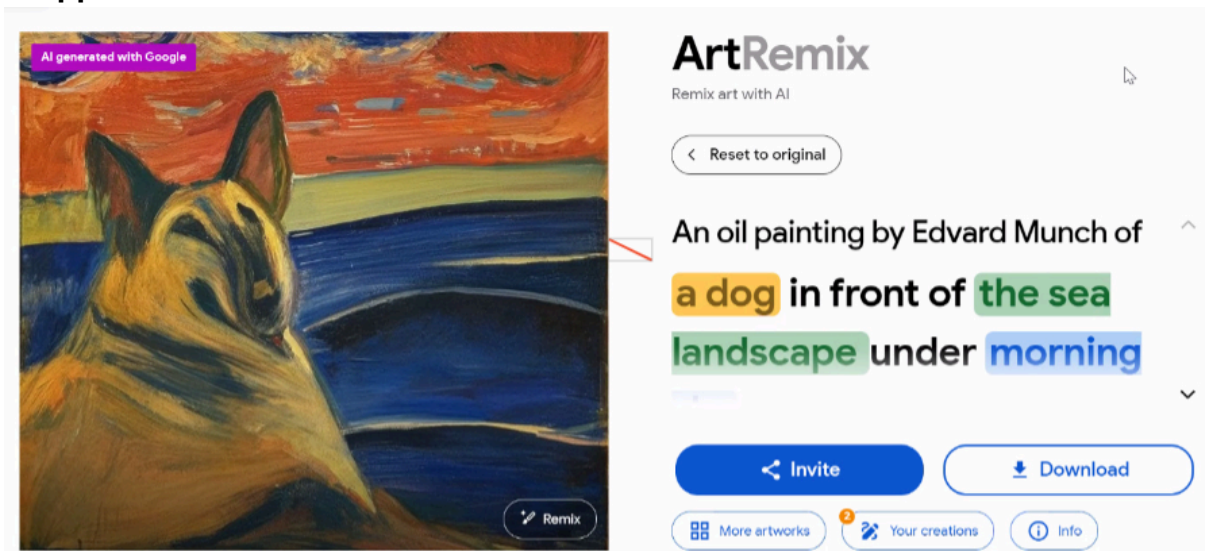 AI generated with Google
ArtRemix
Remix art with AI
Reset to original
An oil painting by Edvard Munch of
a dog in front of the sea
landscape under morning
Remix
Invite
Download
2
More artworks
Your creations
Info